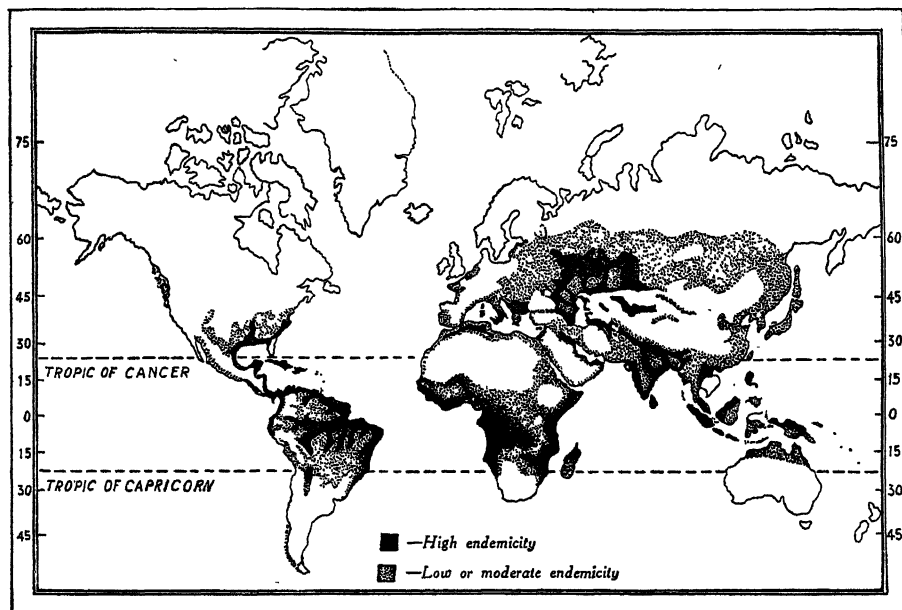 75 75
60 60
45 45
30 30
TROPIC OF CANCER
15 15
0 0
15 15
TROPIC OF CAPRICORN
30 30
45 45
—High endemicity
—Low or moderate endemicity